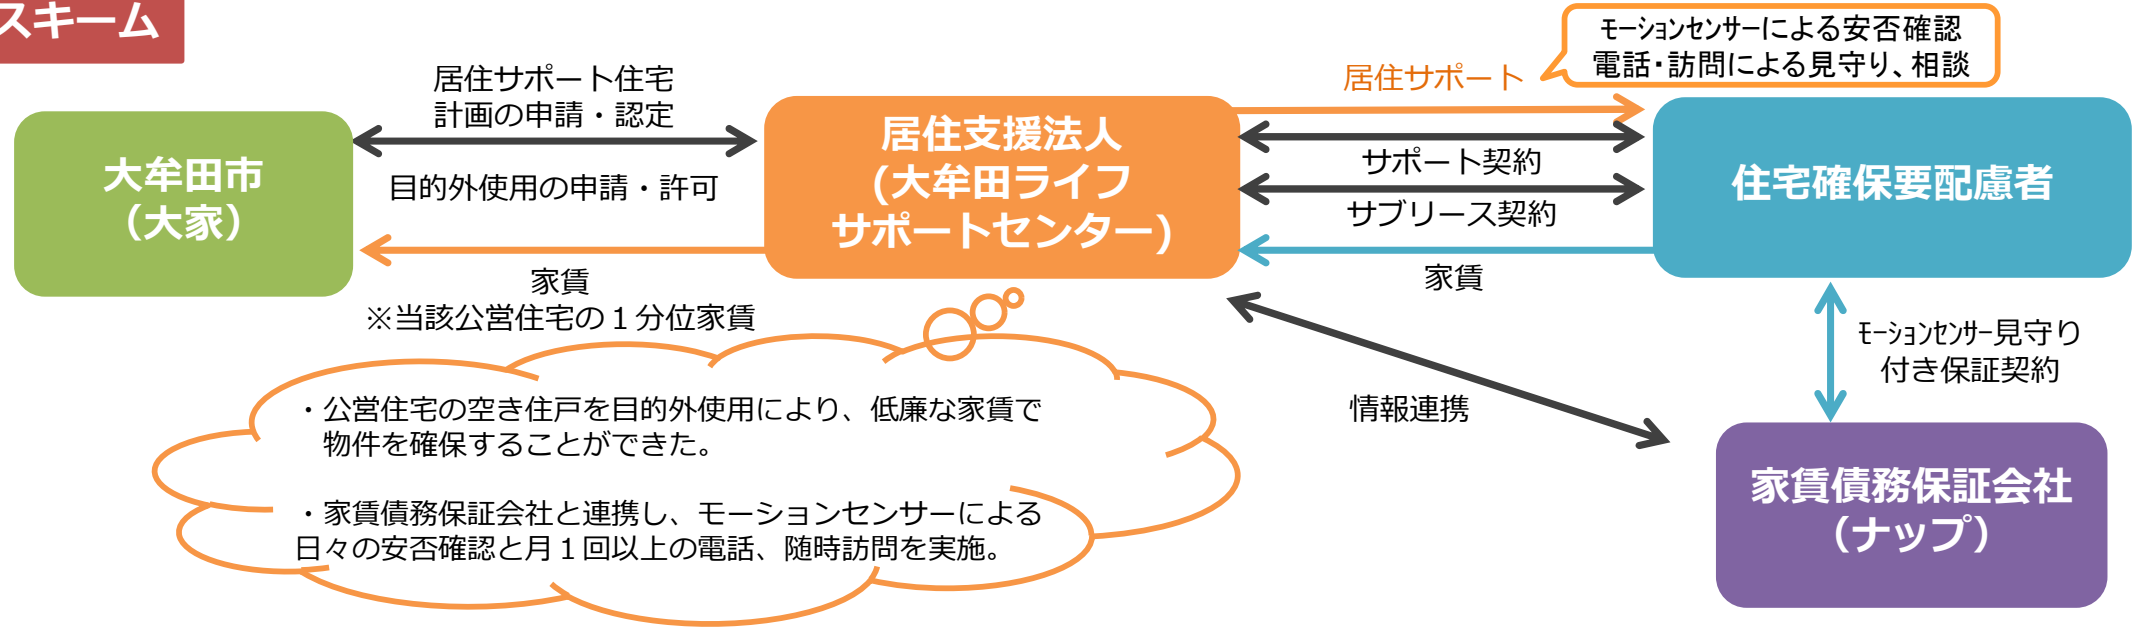 スキーム
モーションセンサーによる安否確認
電話・訪問による見守り、相談
居住サポート住宅
計画の申請・認定
目的外使用の申請・許可
居住サポート
大牟田市
（大家）
居住支援法人
(大牟田ライフ
サポートセンター)
サポート契約
サブリース契約
住宅確保要配慮者
家賃
※当該公営住宅の１分位家賃
家賃
モーションセンサー見守り
付き保証契約
情報連携
・公営住宅の空き住戸を目的外使用により、低廉な家賃で
物件を確保することができた。
・家賃債務保証会社と連携し、モーションセンサーによる
日々の安否確認と月１回以上の電話、随時訪問を実施。
家賃債務保証会社
（ナップ）